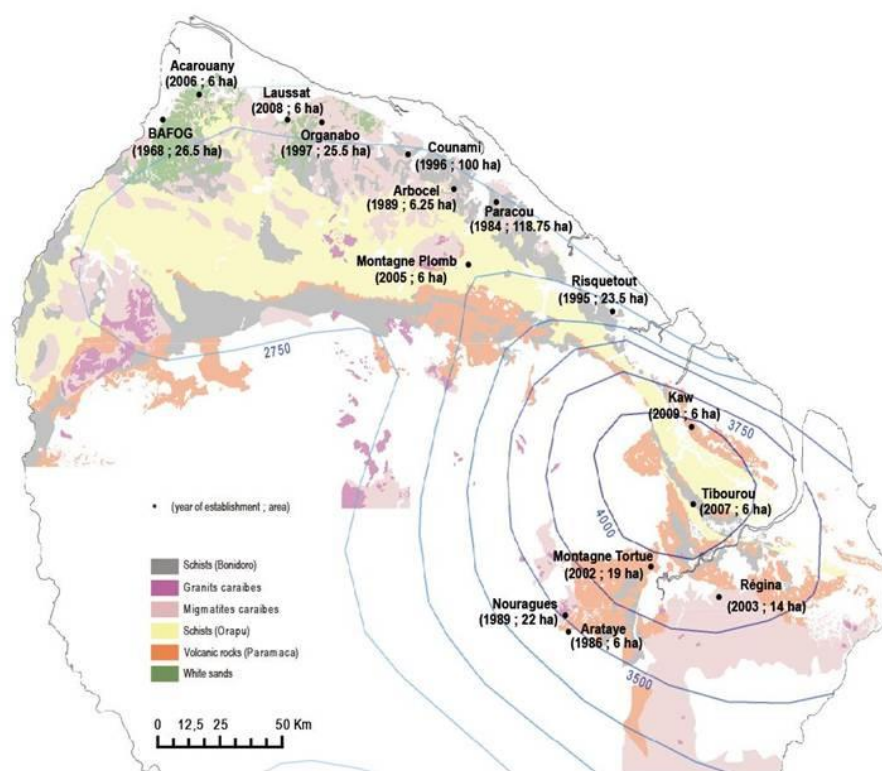 Acarouany
(2006 ; 6 ha)
Laussat
(2008 ; 6 ha)
BAFOG
(1968 ; 26.5 ha)
Organabo
(1997 ; 25.5 ha)
Counami
(1996 ; 100 ha)
Arbocel
(1989 ; 6.25 ha)
Paracou
(1984 ; 118.75 ha)
Montagne Plomb
(2005 ; 6 ha)
Risquetout
(1995 ; 23.5 ha)
2750
Kaw
(2009 ; 6 ha)
3750
Tibourou
(2007 ; 6 ha)
4000
(year of establishment ; area)
Montagne Tortue
(2002 ; 19 ha)
Régina
(2003 ; 14 ha)
Nouragues
(1989 ; 22 ha)
Arataye
(1986 ; 6 ha)
3500
Schists (Bonidoro)
Granits caraibes
Migmatites caraibes
Schists (Orapu)
Volcanic rocks (Paramaca)
White sands
0 12,5 25 50 Km